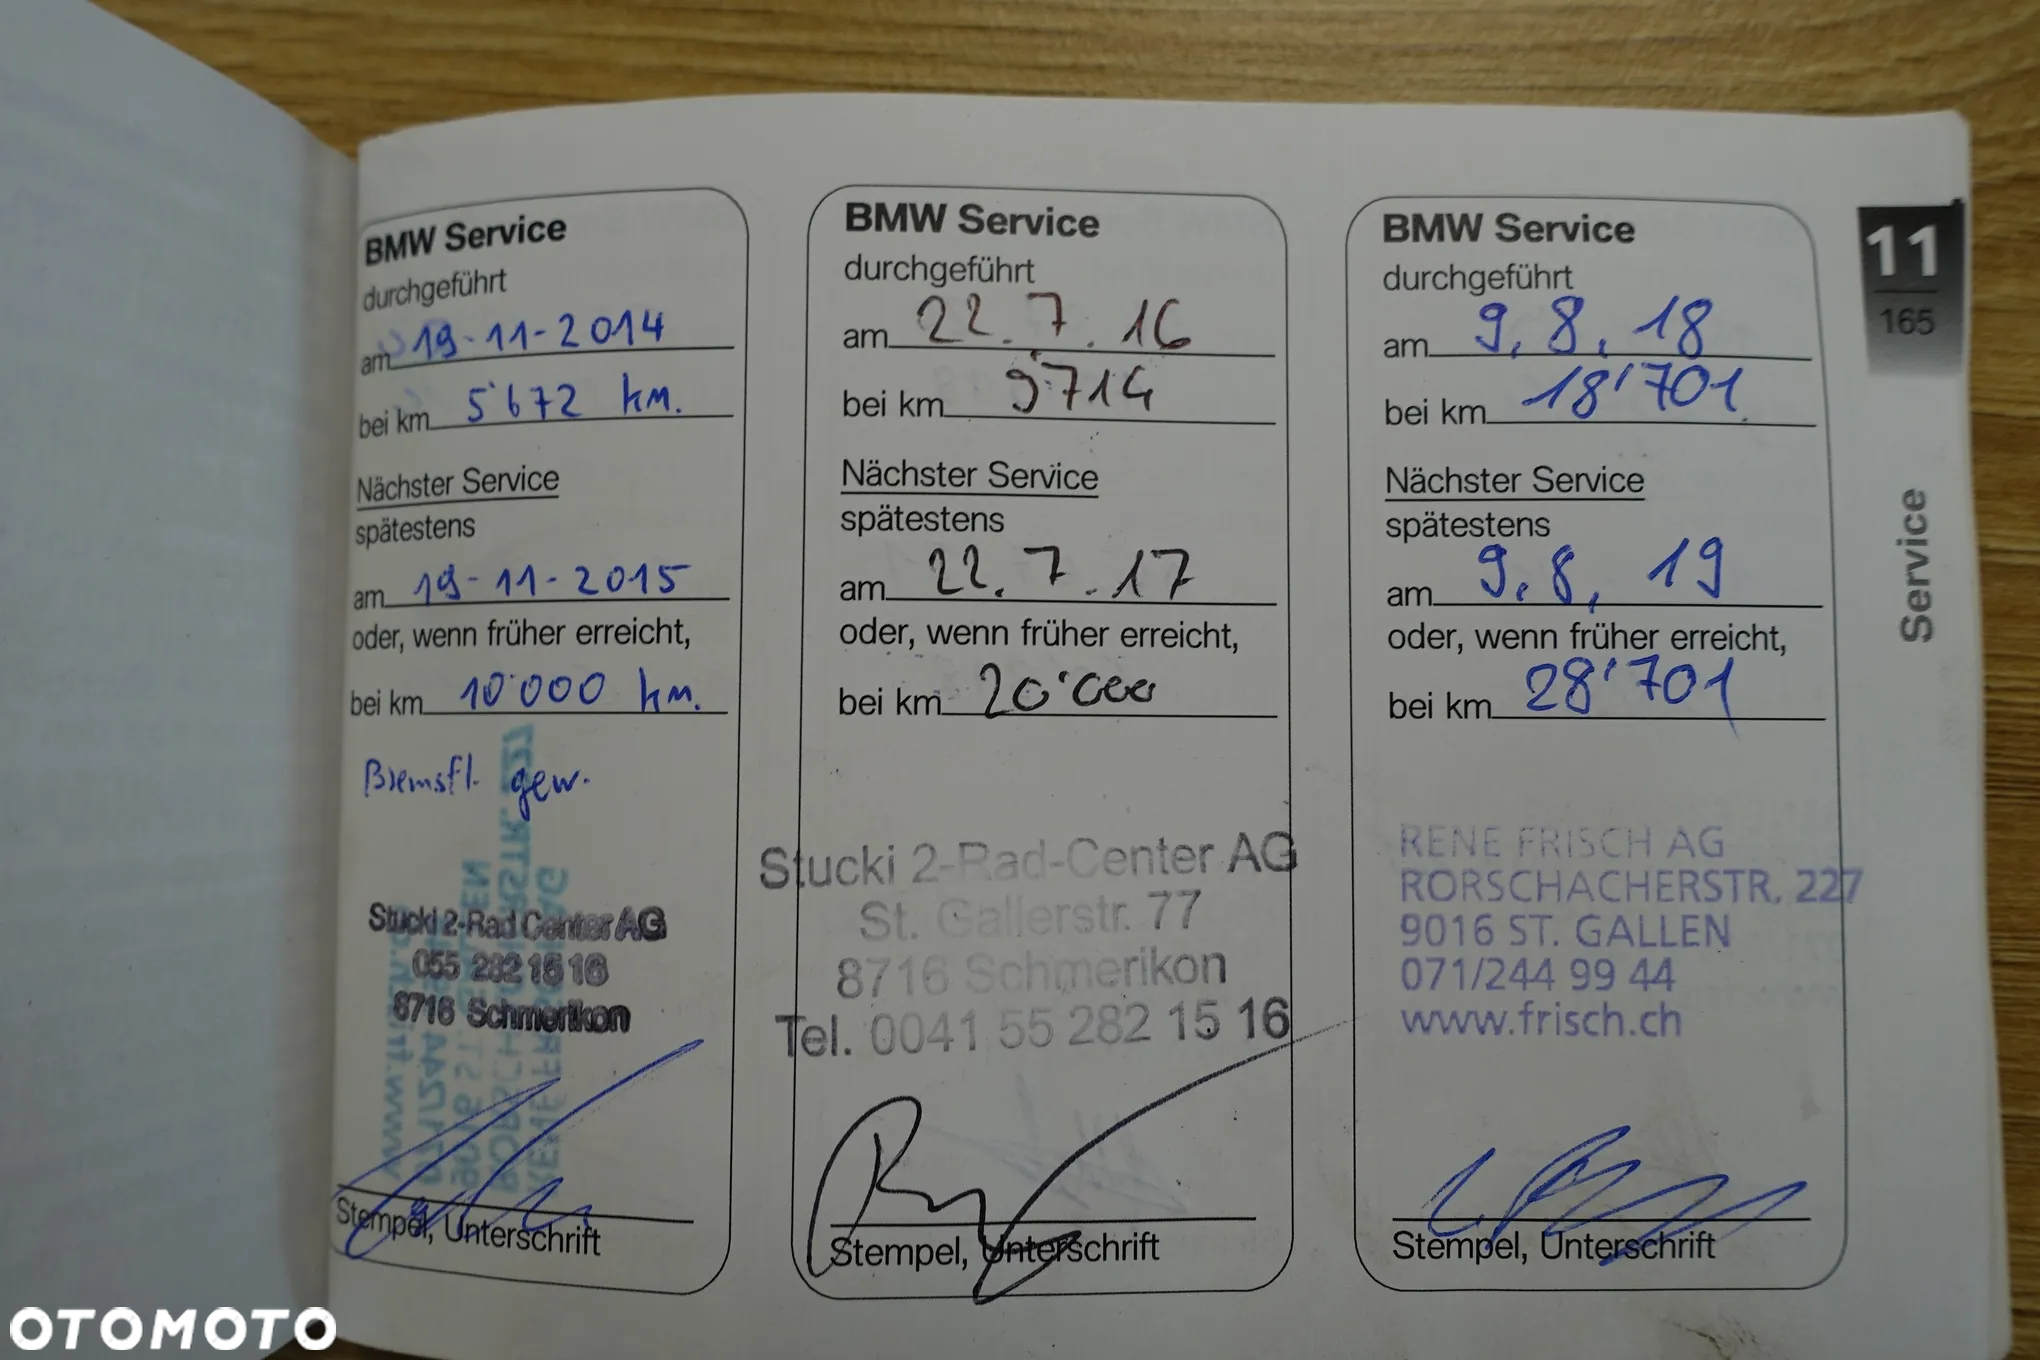 BMW Service
durchgeführt
am 19-11-2014
bei km 5'672 km.
Nächster Service
spätestens
am 19-11-2015
oder, wenn früher erreicht,
bei km 10'000 km.
Bremsfl. gew.
Stucki 2-Rad Center AG
055 282 15 16
8716 Schmerikon
Stempel, Unterschrift
BMW Service
durchgeführt
am 22.7.16
bei km 9'714
Nächster Service
spätestens
am 22.7.17
oder, wenn früher erreicht,
bei km 20'000
Stucki 2-Rad-Center AG
St. Gallerstr. 77
8716 Schmerikon
Tel. 0041 55 282 15 16
Stempel, Unterschrift
BMW Service
durchgeführt
am 9.8.18
bei km 18'701
Nächster Service
spätestens
am 9.8.19
oder, wenn früher erreicht,
bei km 28'701
RENE FRISCH AG
RORSCHACHERSTR. 227
9016 ST. GALLEN
071/244 99 44
www.frisch.ch
Stempel, Unterschrift
11
165
Service
OTOMOTO